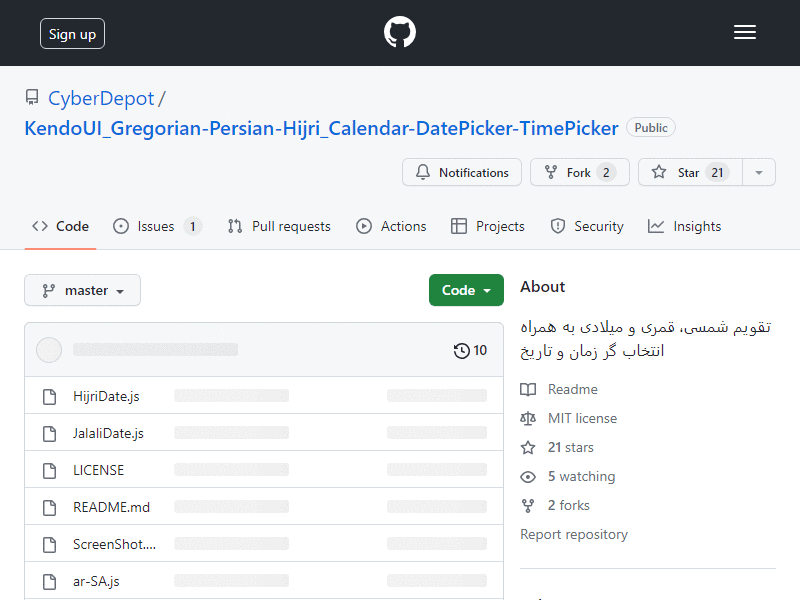 Sign up
CyberDepot /
KendoUI_Gregorian-Persian-Hijri_Calendar-DatePicker-TimePicker Public
Notifications Fork 2 Star 21
Code Issues 1 Pull requests Actions Projects Security Insights
master Code
10
HijriDate.js
JalaliDate.js
LICENSE
README.md
ScreenShot....
ar-SA.js
About
تقویم شمسی، قمری و میلادی به همراه
انتخاب گر زمان و تاریخ
Readme
MIT license
21 stars
5 watching
2 forks
Report repository